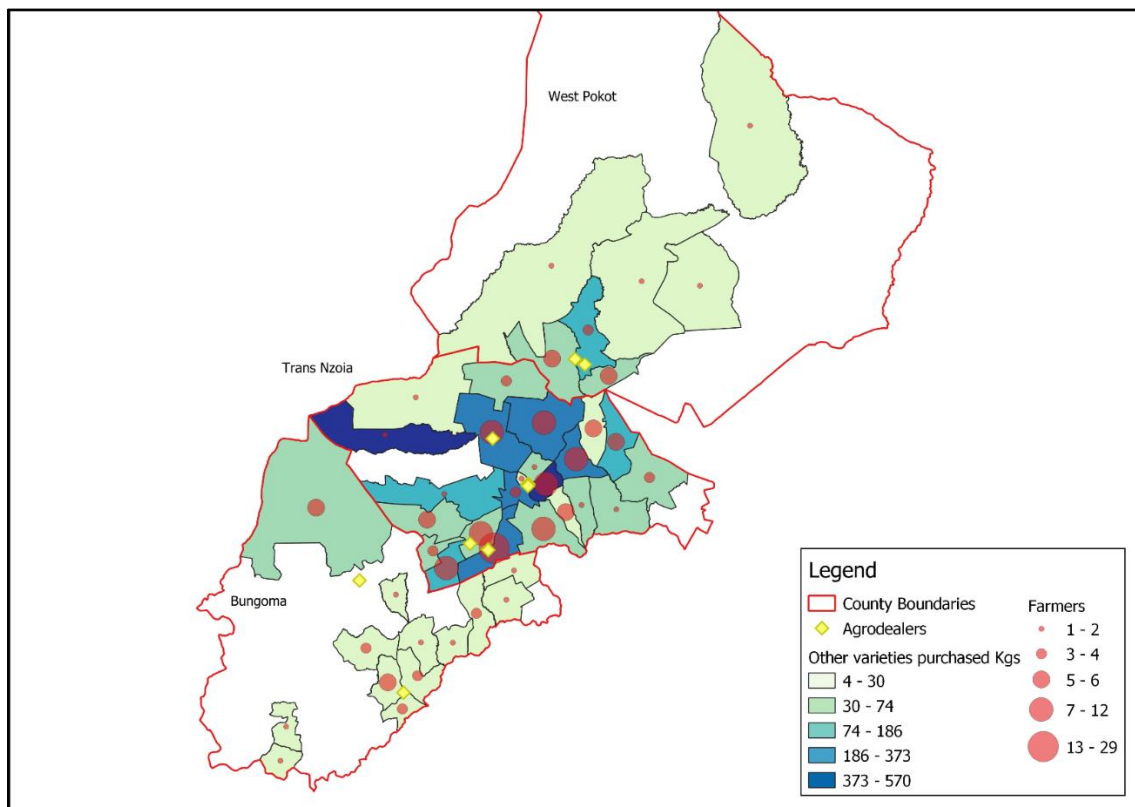 West Pokot
Trans Nzoia
Bungoma
Legend
County Boundaries
Agrodealers
Other varieties purchased Kgs
4 - 30
30 - 74
74 - 186
186 - 373
373 - 570
Farmers
1 - 2
3 - 4
5 - 6
7 - 12
13 - 29